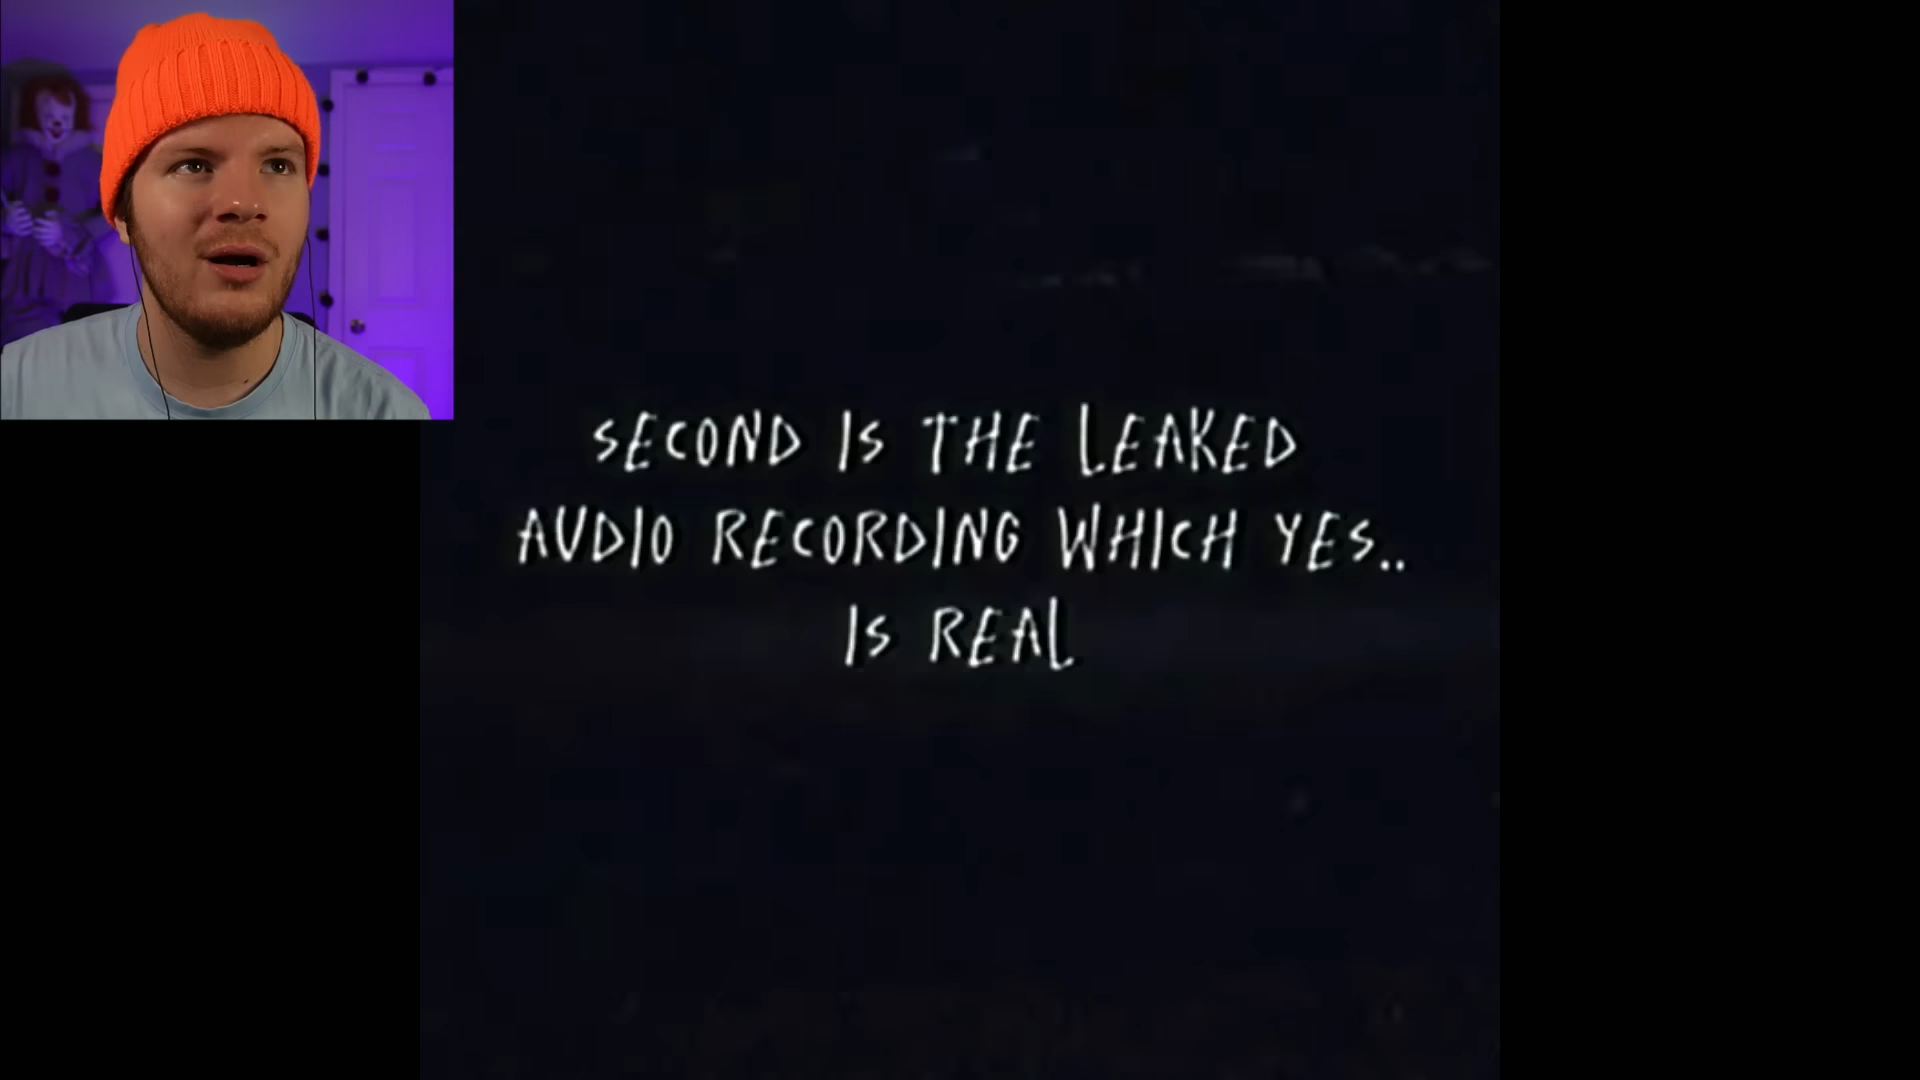 SECOND IS THE LEAKED
AUDIO RECORDING WHICH YES..
IS REAL